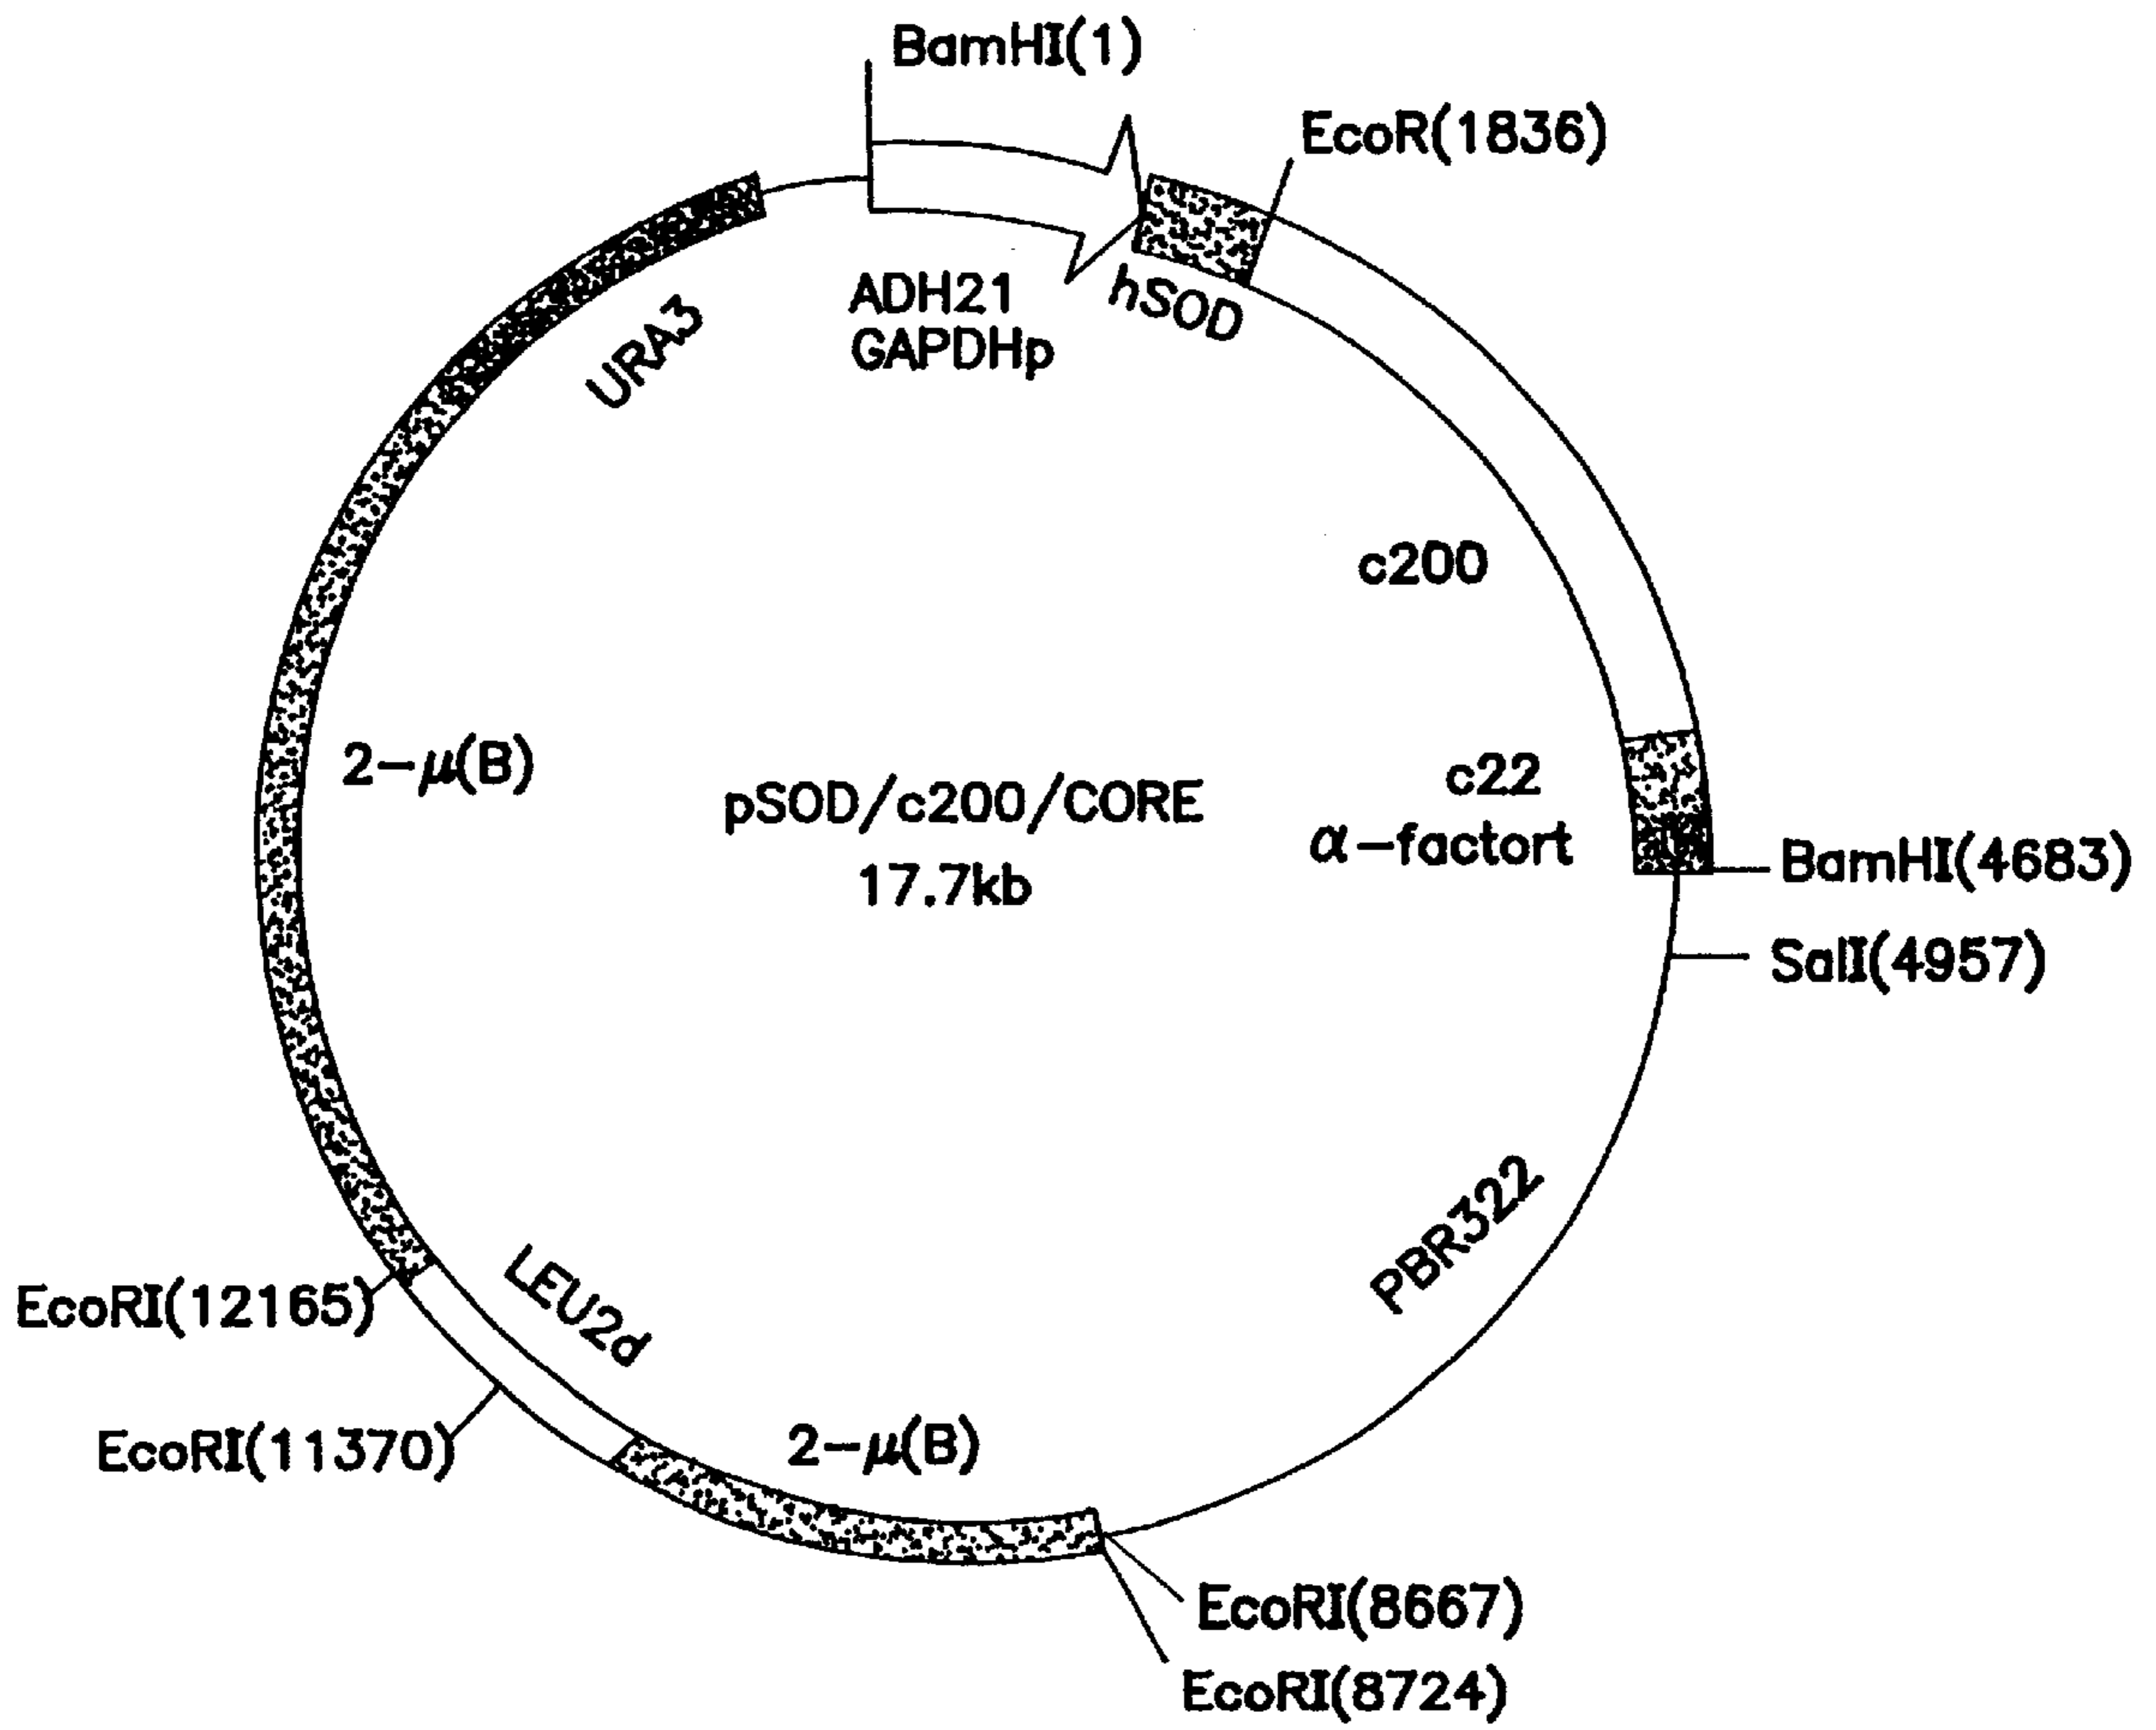 BamHI(1)
EcoR(1836)
ADH21
GAPDHp
hSOD
URA3
c200
2-μ(B)
pSOD/c200/CORE
17.7kb
c22
α-factort
BamHI(4683)
SalI(4957)
PBR322
LEU2d
EcoRI(12165)
EcoRI(11370)
2-μ(B)
EcoRI(8667)
EcoRI(8724)